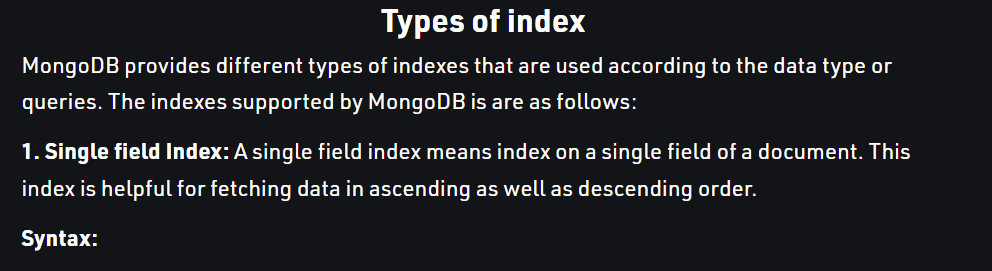 Types of index
MongoDB provides different types of indexes that are used according to the data type or
queries. The indexes supported by MongoDB is are as follows:
1. Single field Index: A single field index means index on a single field of a document. This
index is helpful for fetching data in ascending as well as descending order.
Syntax: